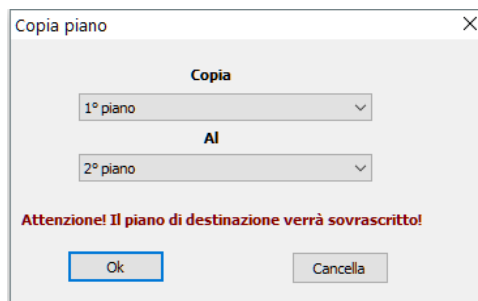 Copia piano
Copia
1° piano
Al
2° piano
Attenzione! Il piano di destinazione verrà sovrascritto!
Ok
Cancella